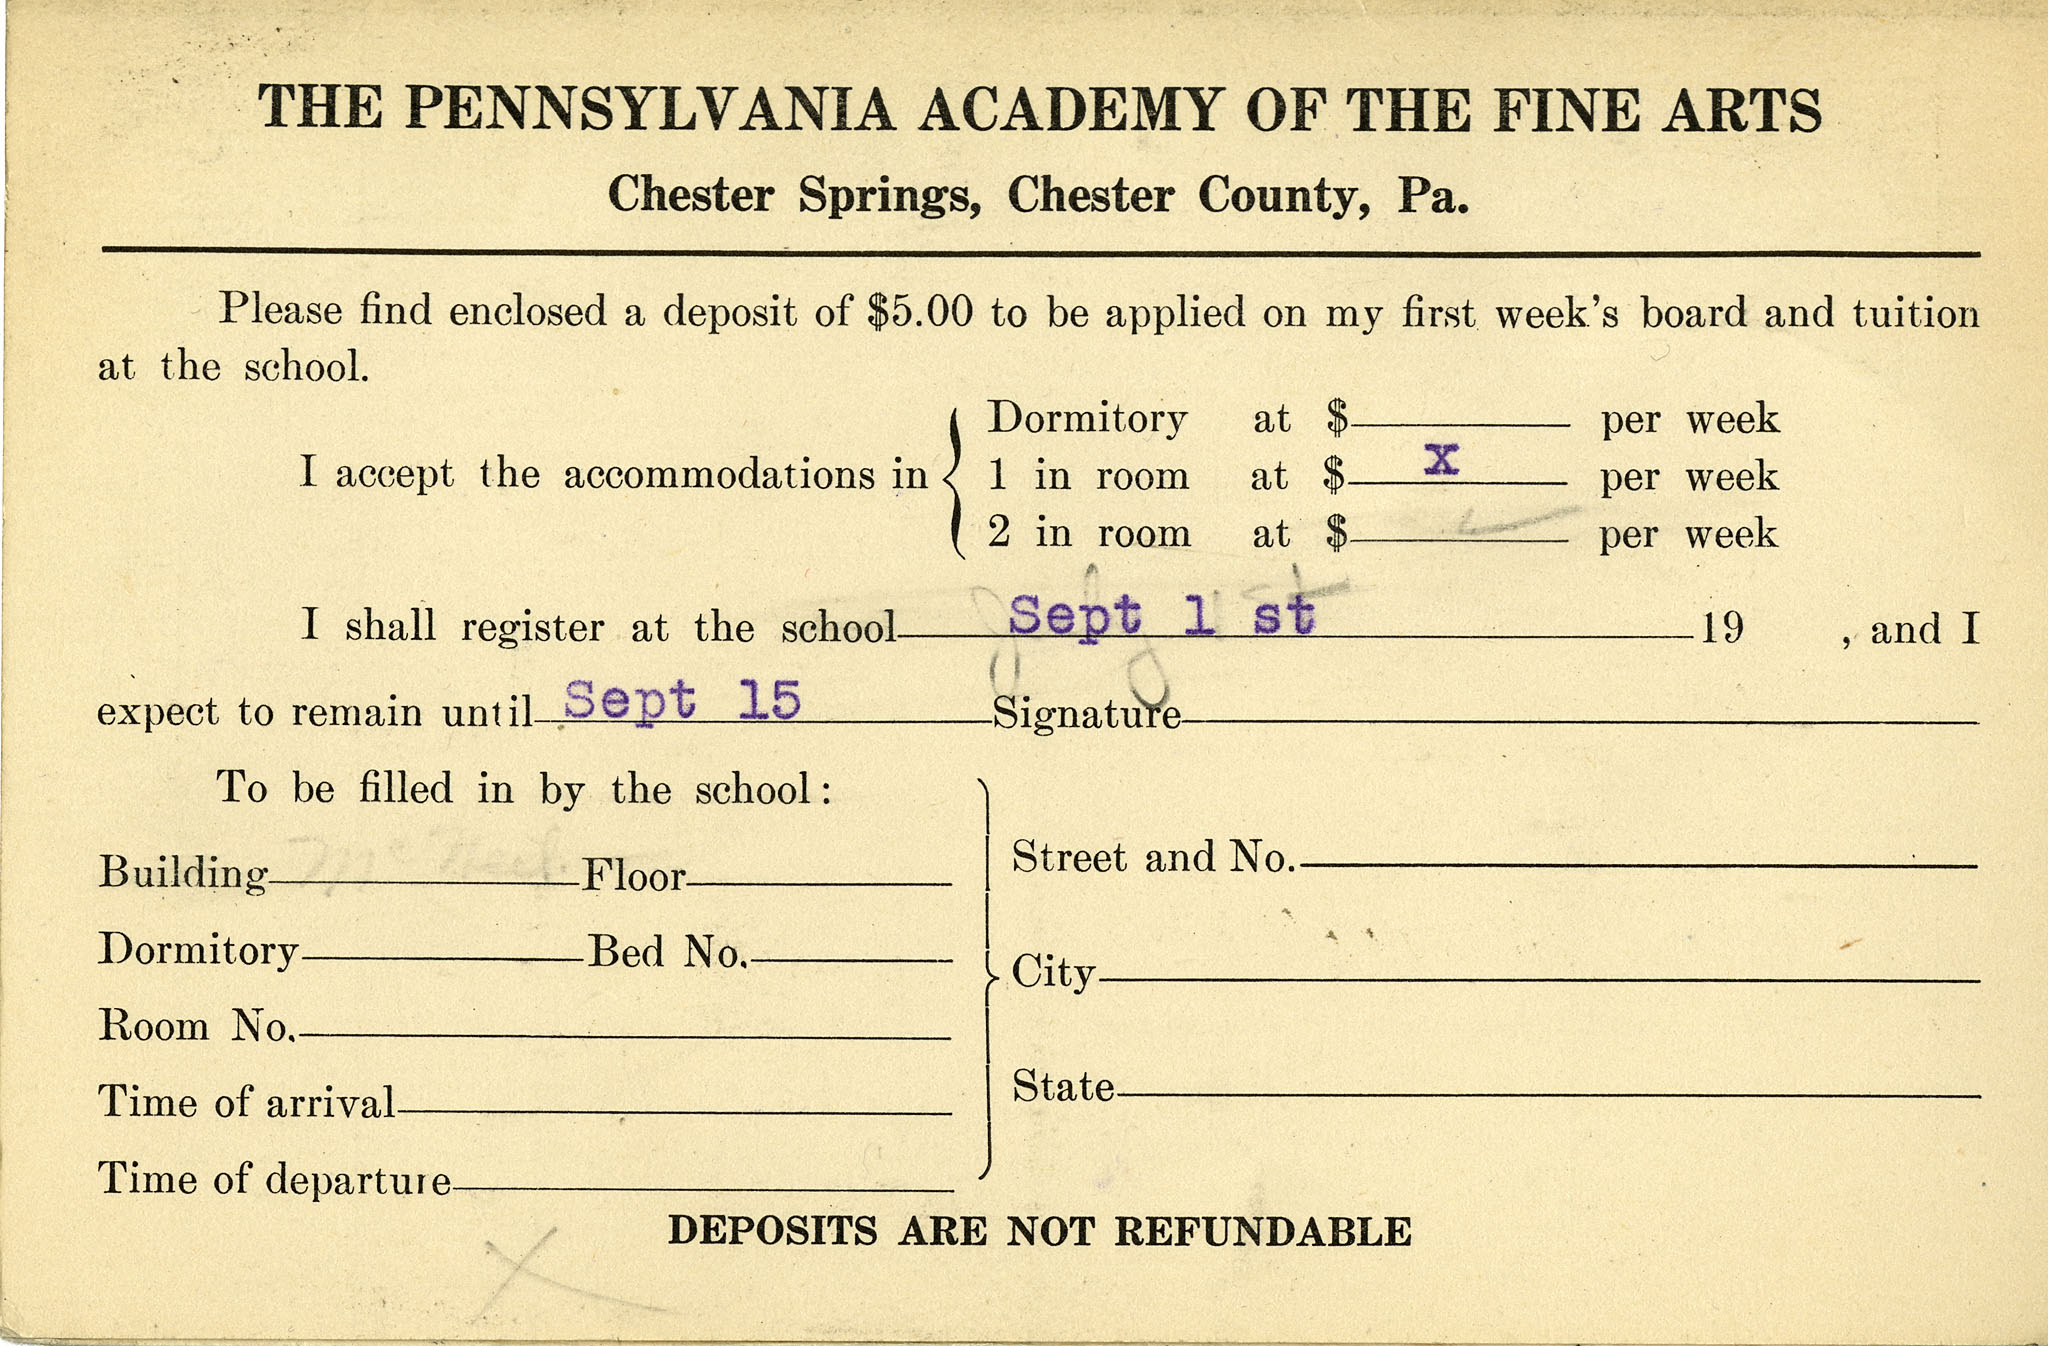 THE PENNSYLVANIA ACADEMY OF THE FINE ARTS
Chester Springs, Chester County, Pa.
Please find enclosed a deposit of $5.00 to be applied on my first week's board and tuition
at the school.
Dormitory at $ per week
I accept the accommodations in 1 in room at $ x per week
2 in room at $ per week
I shall register at the school Sept 1 st 19 , and I
expect to remain until Sept 15 Signature
To be filled in by the school:
Building Floor
Street and No.
Dormitory Bed No.
City
Room No.
State
Time of arrival
Time of departure
DEPOSITS ARE NOT REFUNDABLE